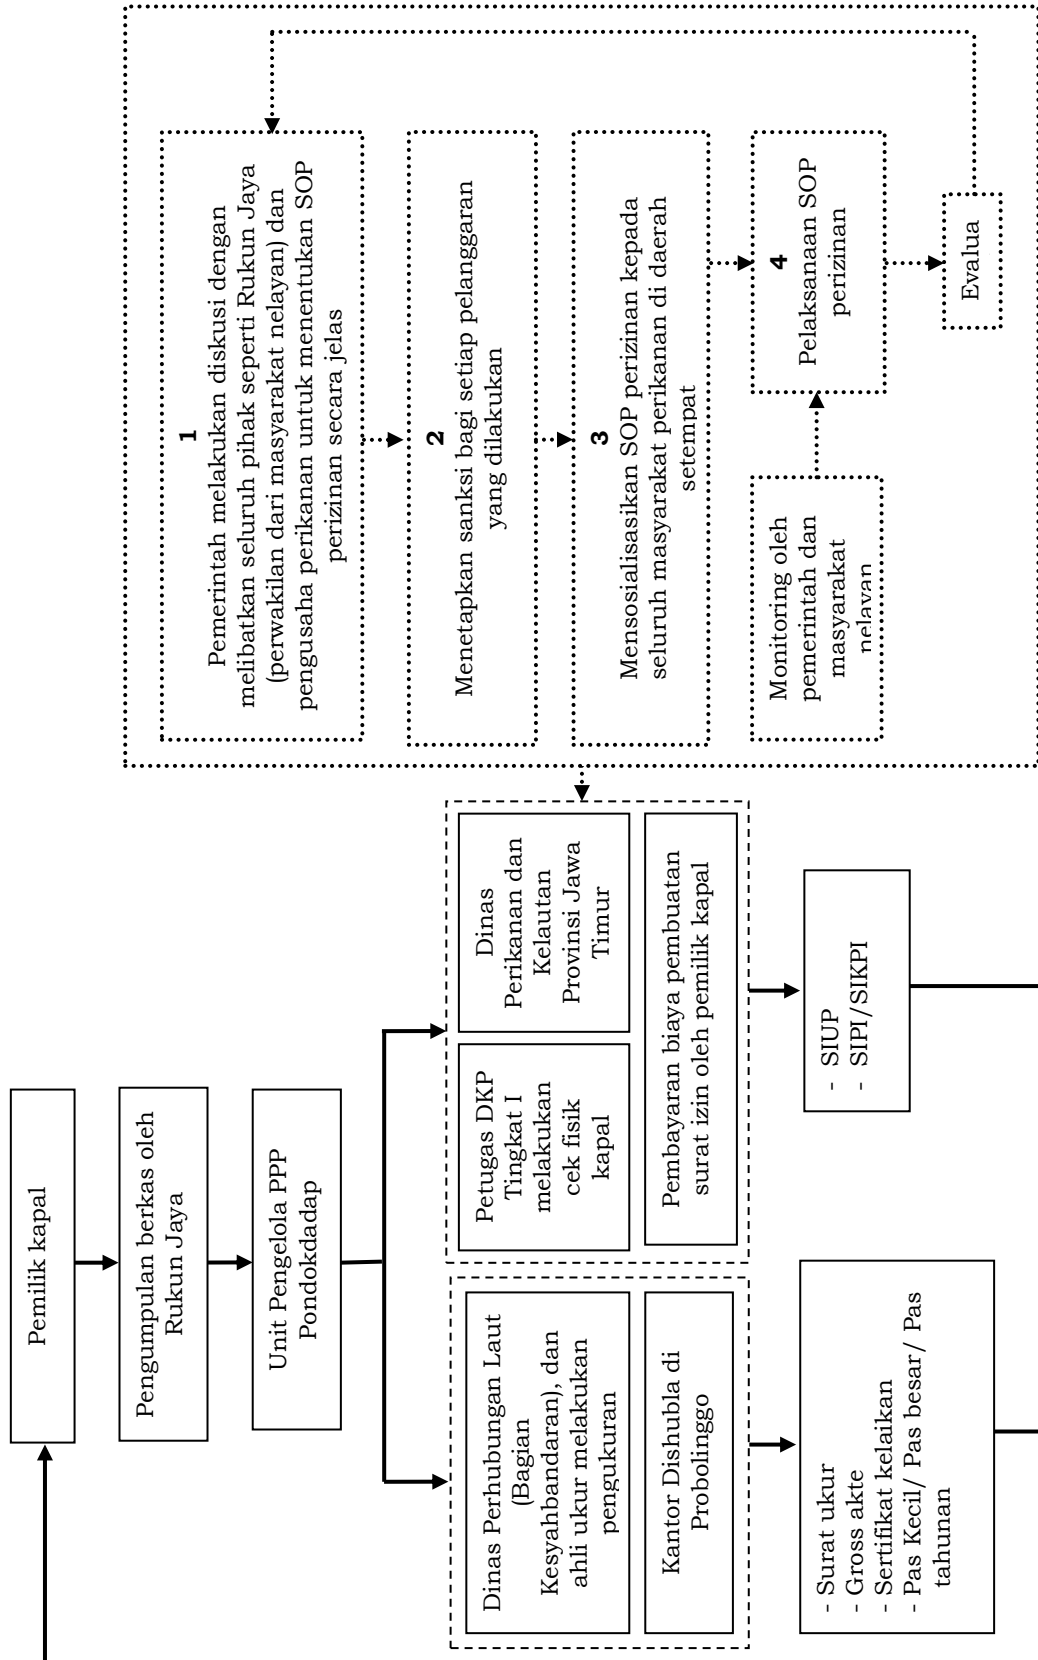 Pemilik kapal
Pengumpulan berkas oleh
Rukun Jaya
Unit Pengelola PPP
Pondokdadap
Dinas Perhubungan Laut
(Bagian
Kesyahbandaran), dan
ahli ukur melakukan
pengukuran
Kantor Dishubla di
Probolinggo
- Surat ukur
- Gross akte
- Sertifikat kelaikan
- Pas Kecil/ Pas besar/ Pas
tahunan
Petugas DKP
Tingkat I
melakukan
cek fisik
kapal
Dinas
Perikanan dan
Kelautan
Provinsi Jawa
Timur
Pembayaran biaya pembuatan
surat izin oleh pemilik kapal
- SIUP
- SIPI/SIKPI
1
Pemerintah melakukan diskusi dengan
melibatkan seluruh pihak seperti Rukun Jaya
(perwakilan dari masyarakat nelayan) dan
pengusaha perikanan untuk menentukan SOP
perizinan secara jelas
2
Menetapkan sanksi bagi setiap pelanggaran
yang dilakukan
3
Mensosialisasikan SOP perizinan kepada
seluruh masyarakat perikanan di daerah
setempat
Monitoring oleh
pemerintah dan
masyarakat
nelayan
4
Pelaksanaan SOP
perizinan
Evalua